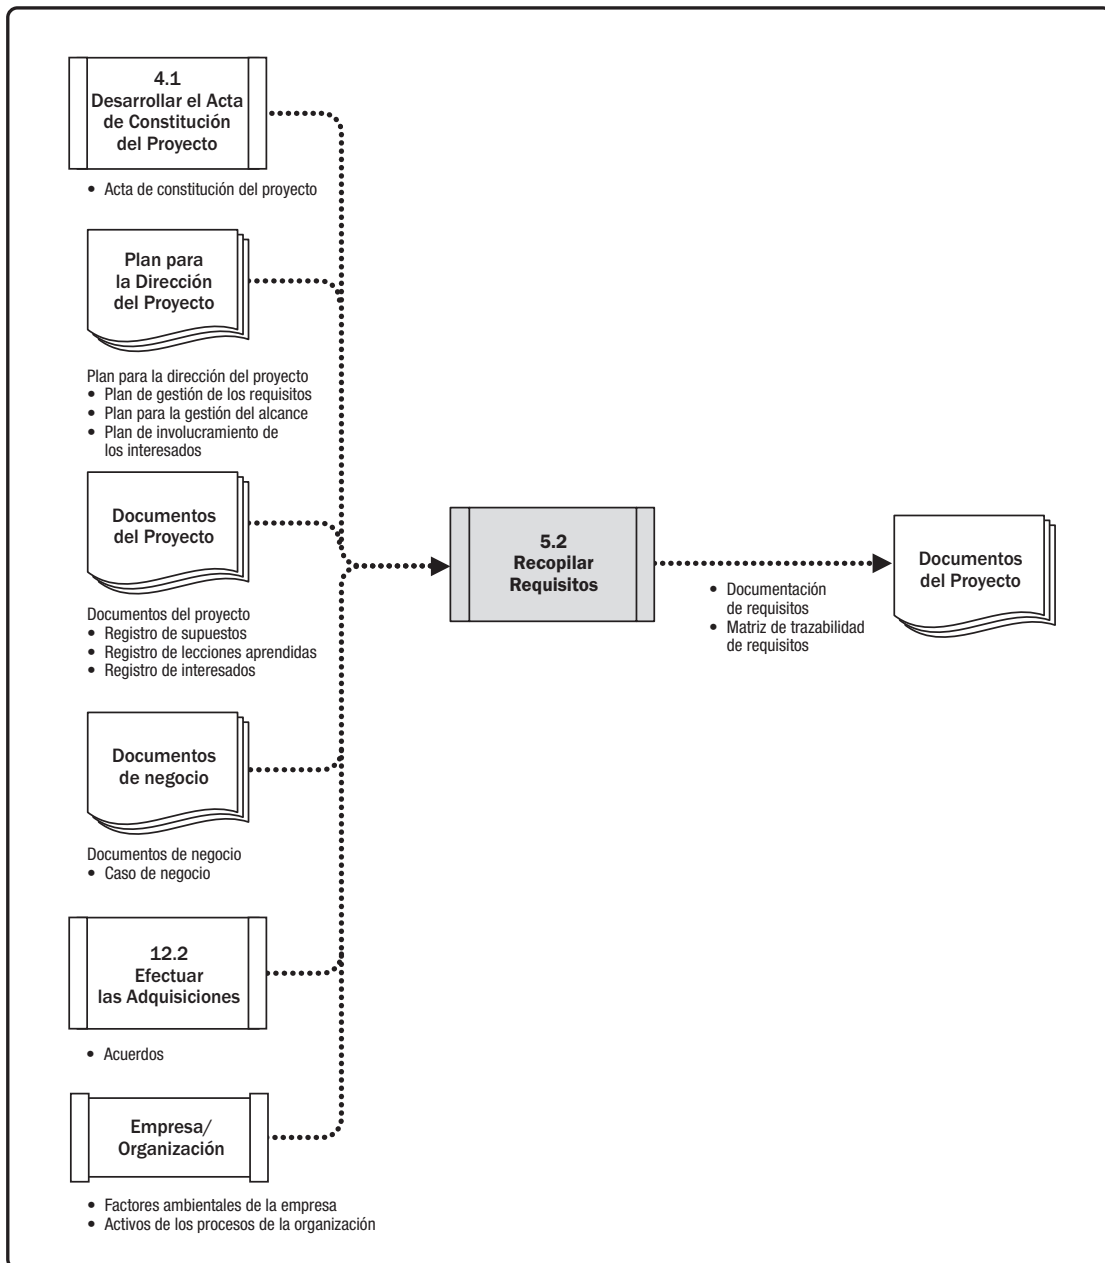 4.1
Desarrollar el Acta
de Constitución
del Proyecto
• Acta de constitución del proyecto
Plan para
la Dirección
del Proyecto
Plan para la dirección del proyecto
• Plan de gestión de los requisitos
• Plan para la gestión del alcance
• Plan de involucramiento de
los interesados
Documentos
del Proyecto
Documentos del proyecto
• Registro de supuestos
• Registro de lecciones aprendidas
• Registro de interesados
Documentos
de negocio
Documentos de negocio
• Caso de negocio
12.2
Efectuar
las Adquisiciones
• Acuerdos
Empresa/
Organización
• Factores ambientales de la empresa
• Activos de los procesos de la organización
5.2
Recopilar
Requisitos
• Documentación
de requisitos
• Matriz de trazabilidad
de requisitos
Documentos
del Proyecto